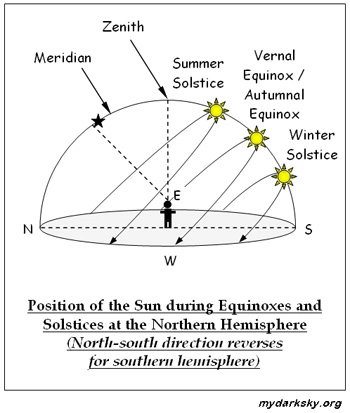 Zenith
Meridian
Summer
Solstice
Vernal
Equinox /
Autumnal
Equinox
Winter
Solstice
E
N
S
W
Position of the Sun during Equinoxes and
Solstices at the Northern Hemisphere
(North-south direction reverses
for southern hemisphere)
mydarksky.org